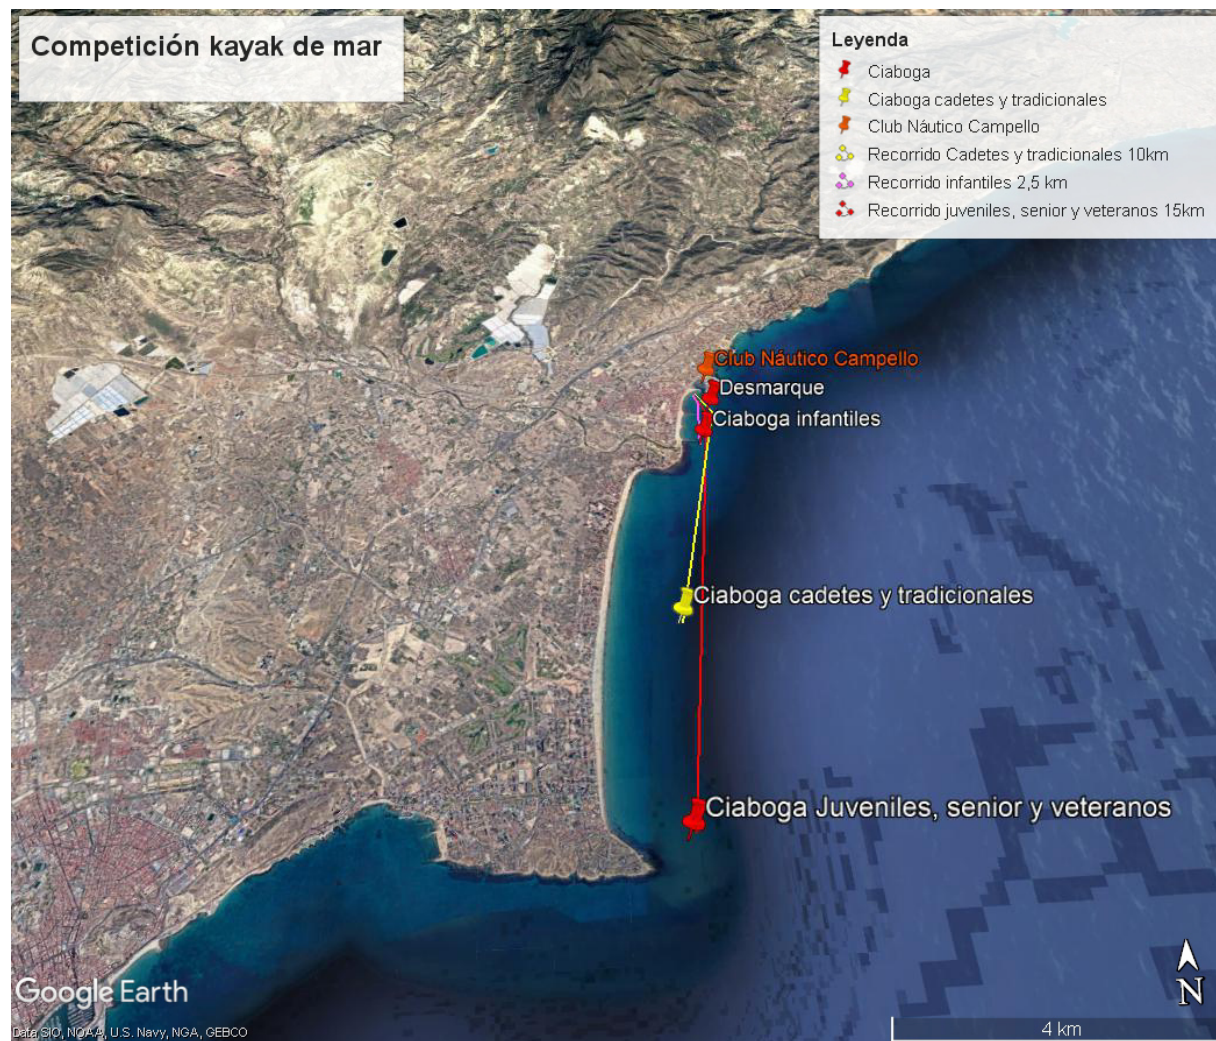 Competición kayak de mar
Leyenda
Ciaboga
Ciaboga cadetes y tradicionales
Club Náutico Campello
Recorrido Cadetes y tradicionales 10km
Recorrido infantiles 2,5 km
Recorrido juveniles, senior y veteranos 15km
Club Náutico Campello
Desmarque
Ciaboga infantiles
Ciaboga cadetes y tradicionales
Ciaboga Juveniles, senior y veteranos
Google Earth
N
Data SIO, NOAA, U.S. Navy, NGA, GEBCO
4 km